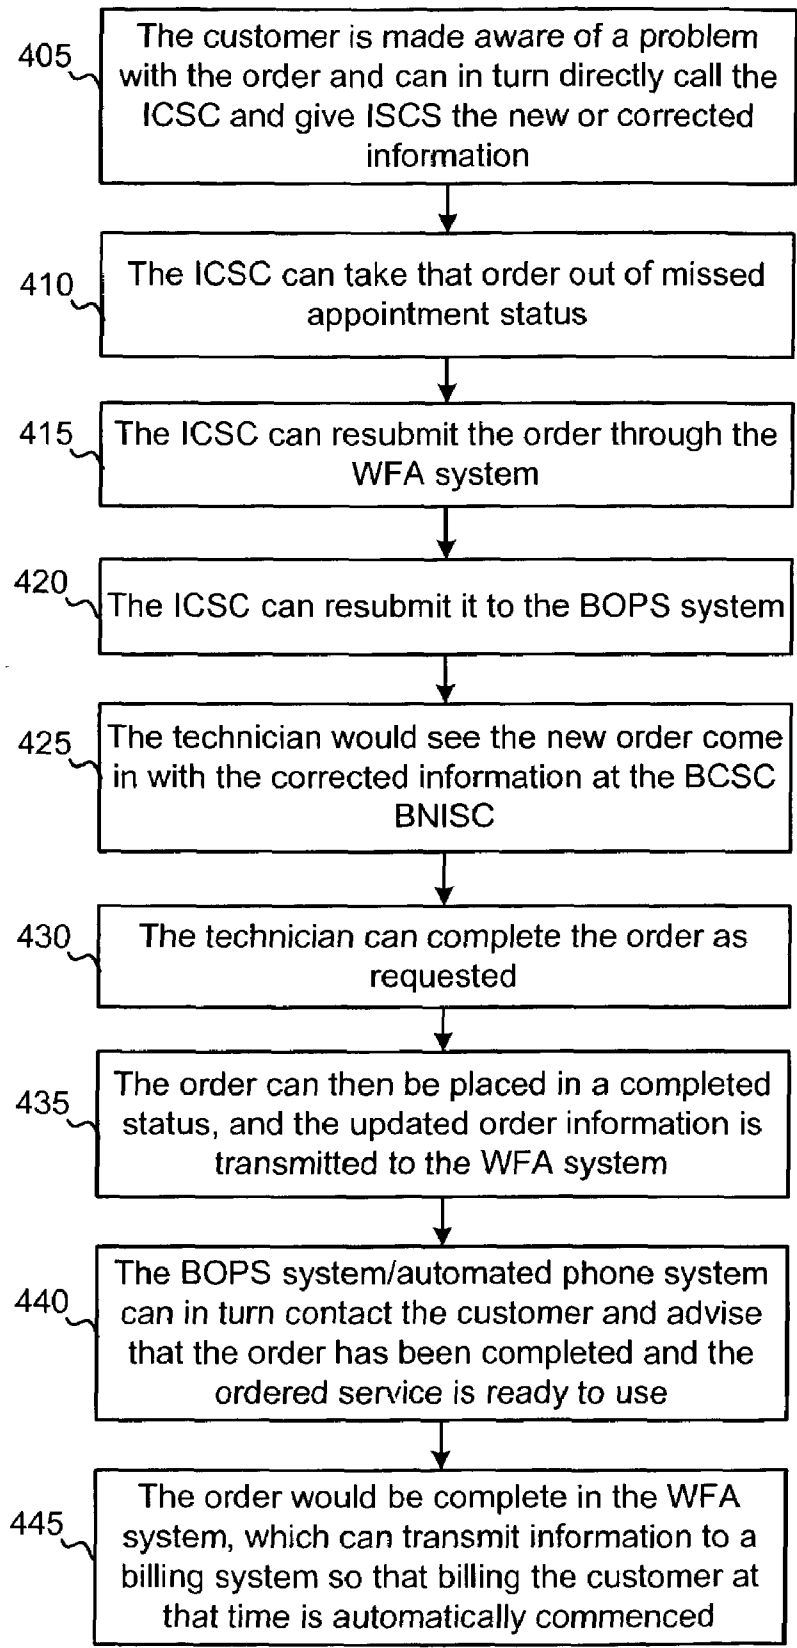 405
The customer is made aware of a problem
with the order and can in turn directly call the
ICSC and give ISCS the new or corrected
information
410
The ICSC can take that order out of missed
appointment status
415
The ICSC can resubmit the order through the
WFA system
420
The ICSC can resubmit it to the BOPS system
425
The technician would see the new order come
in with the corrected information at the BCSC
BNISC
430
The technician can complete the order as
requested
435
The order can then be placed in a completed
status, and the updated order information is
transmitted to the WFA system
440
The BOPS system/automated phone system
can in turn contact the customer and advise
that the order has been completed and the
ordered service is ready to use
445
The order would be complete in the WFA
system, which can transmit information to a
billing system so that billing the customer at
that time is automatically commenced